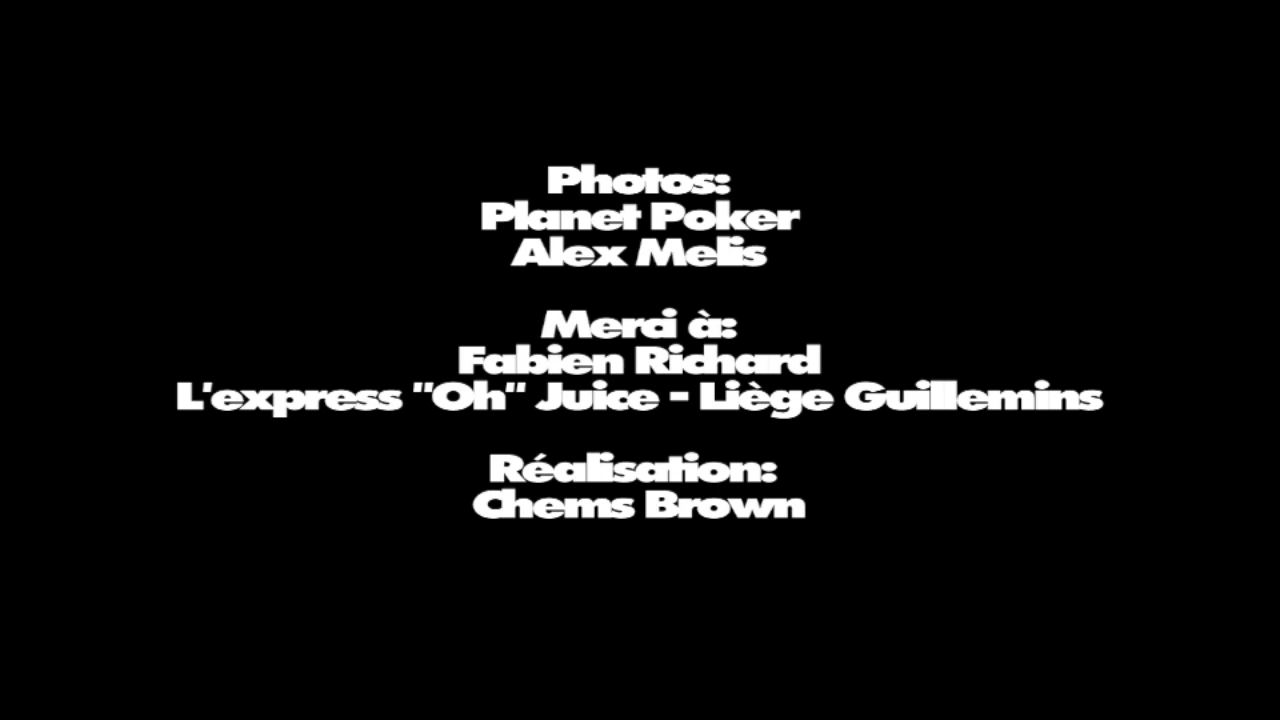 Photos:
Planet Poker
Alex Melis
Merci à:
Fabien Richard
L'express "Oh" Juice - Liège Guillemins
Réalisation:
Chems Brown